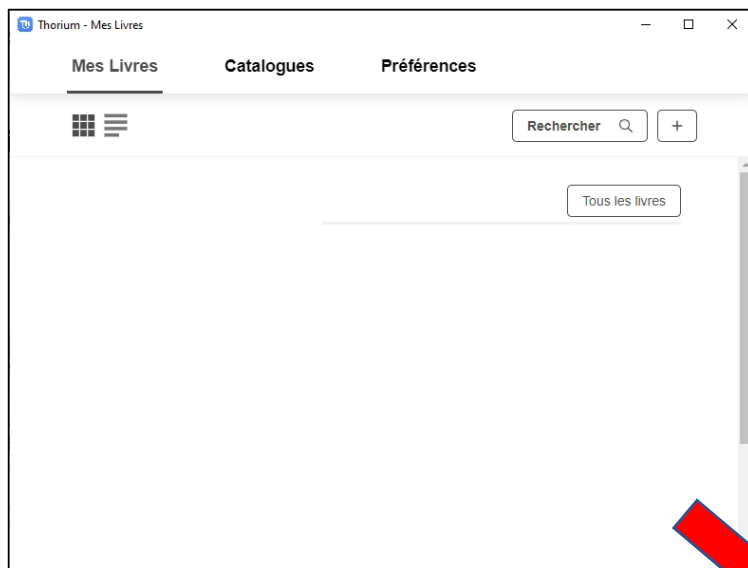 Thorium - Mes Livres
Mes Livres Catalogues Préférences
Rechercher +
Tous les livres